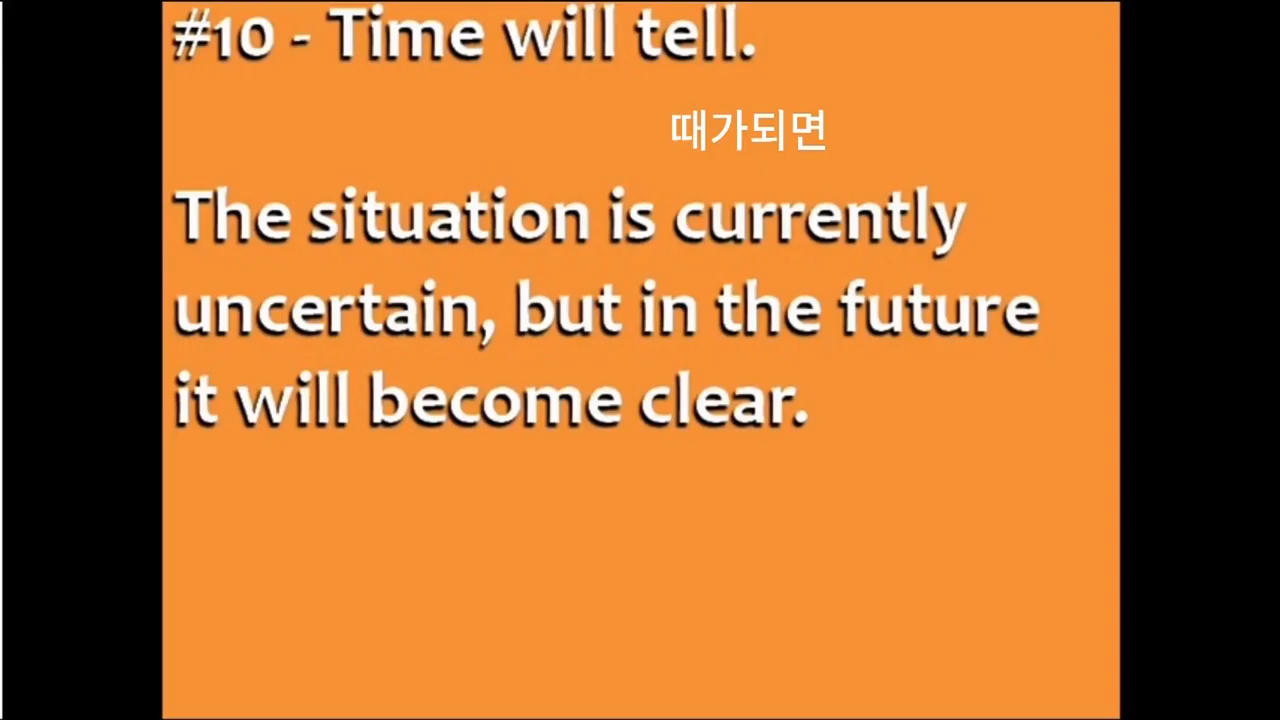 #10 - Time will tell.
때가되면
The situation is currently
uncertain, but in the future
it will become clear.